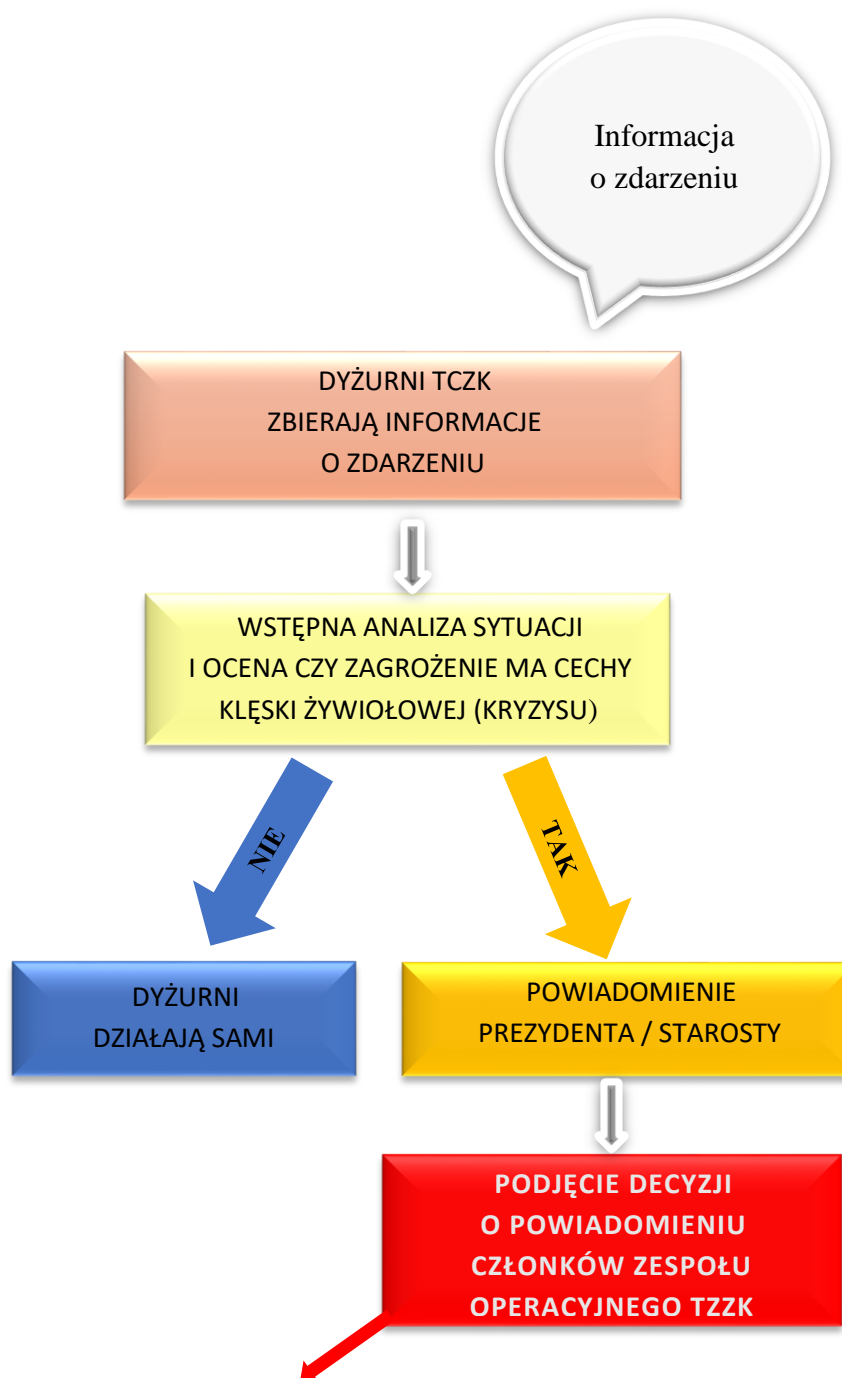 Informacja
o zdarzeniu
DYŻURNI TCZK
ZBIERAJĄ INFORMACJE
O ZDARZENIU
WSTĘPNA ANALIZA SYTUACJI
I OCENA CZY ZAGROŻENIE MA CECHY
KLĘSKI ŻYWIOŁOWEJ (KRYZYSU)
NIE
TAK
DYŻURNI
DZIAŁAJĄ SAMI
POWIADOMIENIE
PREZYDENTA / STAROSTY
PODJĘCIE DECYZJI
O POWIADOMIENIU
CZŁONKÓW ZESPOŁU
OPERACYJNEGO TZZK